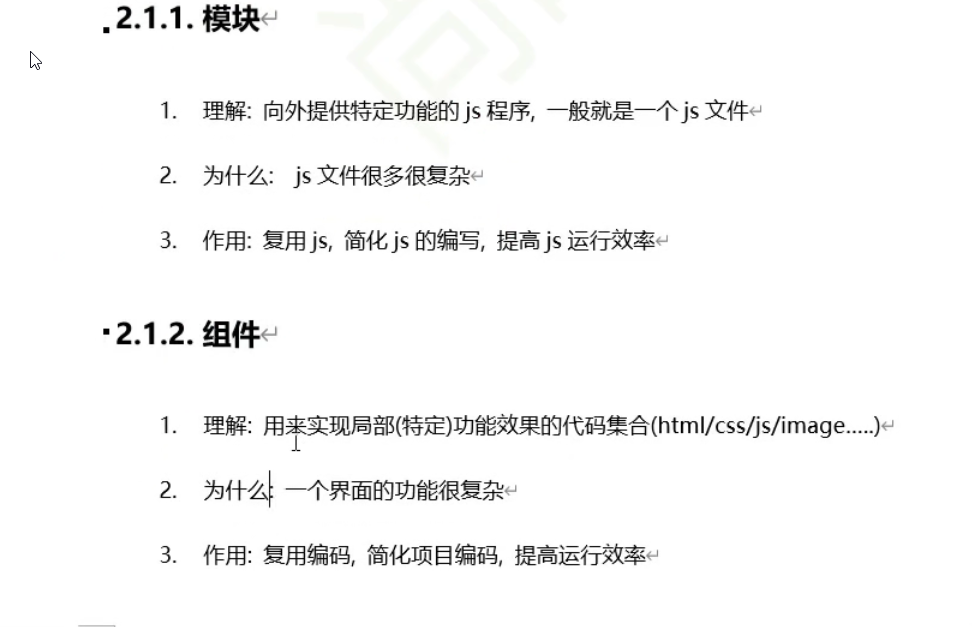 2.1.1. 模块
1. 理解: 向外提供特定功能的 js 程序, 一般就是一个 js 文件
2. 为什么: js 文件很多很复杂
3. 作用: 复用 js, 简化 js 的编写, 提高 js 运行效率
2.1.2. 组件
1. 理解: 用来实现局部(特定)功能效果的代码集合(html/css/js/image.....)
2. 为什么: 一个界面的功能很复杂
3. 作用: 复用编码, 简化项目编码, 提高运行效率